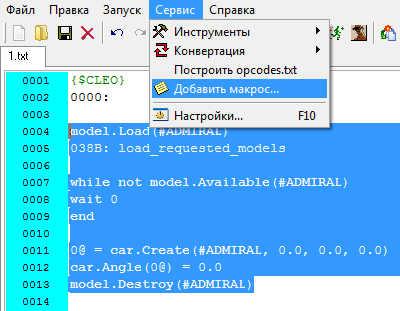 Файл Правка Запуск Сервис Справка
Инструменты
Конвертация
Построить opcodes.txt
Добавить макрос...
Настройки... F10
1.txt
0001 {$CLEO}
0002 0000:
0004 model.Load(#ADMIRAL)
0005 038B: load_requested_models
0006
0007 while not model.Available(#ADMIRAL)
0008 wait 0
0009 end
0010
0011 0@ = car.Create(#ADMIRAL, 0.0, 0.0, 0.0)
0012 car.Angle(0@) = 0.0
0013 model.Destroy(#ADMIRAL)
0014